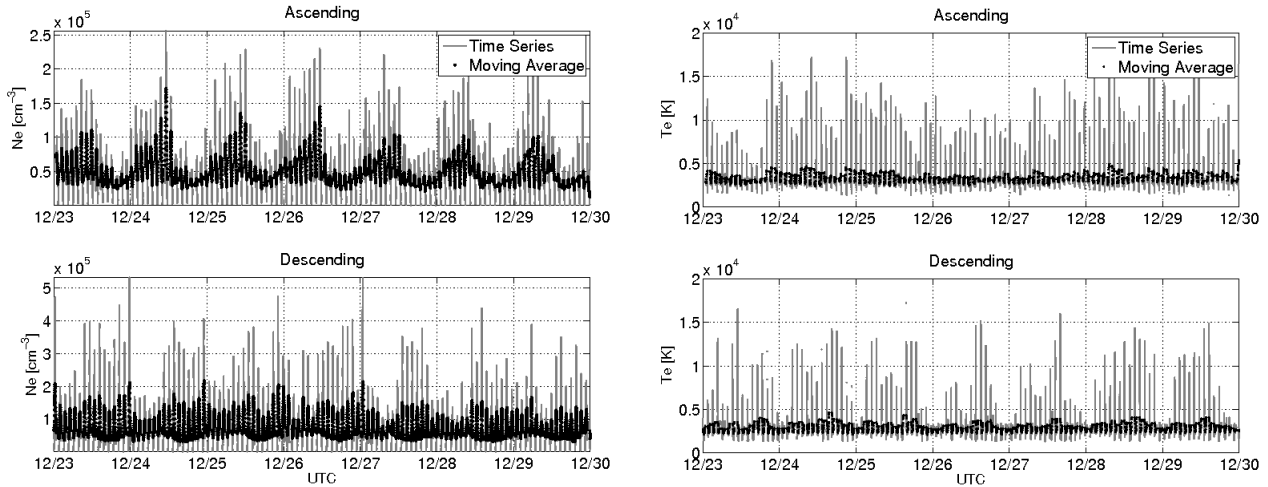 Ascending
x 10^5
2.5
2
1.5
1
0.5
Ne [cm^-3]
Time Series
Moving Average
12/23 12/24 12/25 12/26 12/27 12/28 12/29 12/30
Ascending
x 10^4
2
1.5
1
0.5
0
Te [K]
Time Series
Moving Average
12/23 12/24 12/25 12/26 12/27 12/28 12/29 12/30
Descending
x 10^5
5
4
3
2
1
Ne [cm^-3]
12/23 12/24 12/25 12/26 12/27 12/28 12/29 12/30
UTC
Descending
x 10^4
2
1.5
1
0.5
0
Te [K]
12/23 12/24 12/25 12/26 12/27 12/28 12/29 12/30
UTC